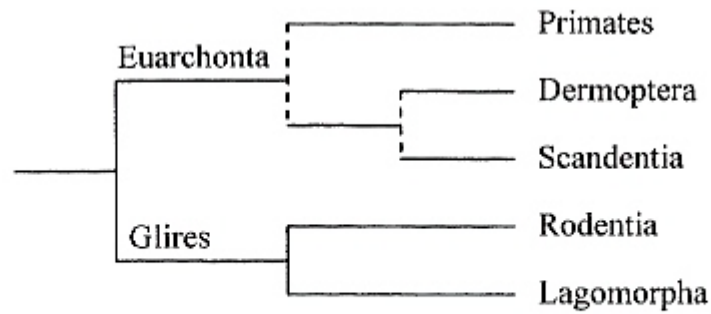 Primates
Euarchonta
Dermoptera
Scandentia
Rodentia
Glires
Lagomorpha